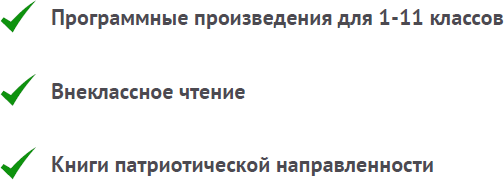 Программные произведения для 1-11 классов
Внеклассное чтение
Книги патриотической направленности